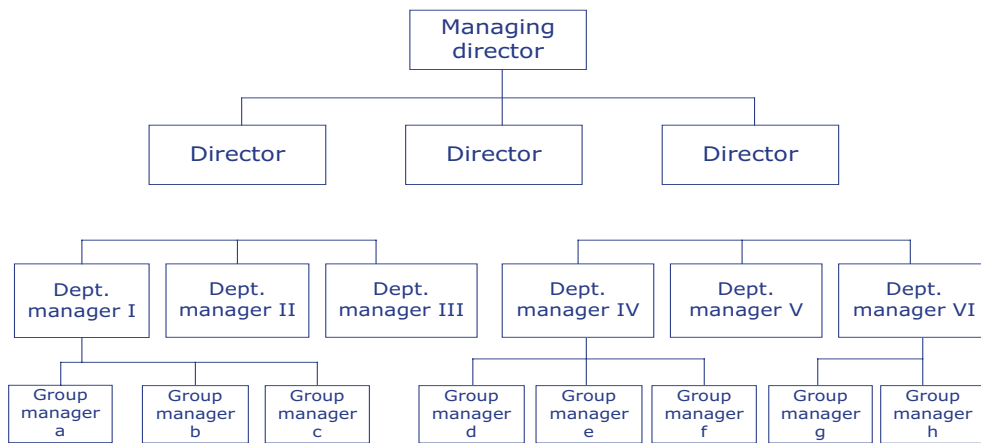 Managing
director
Director
Director
Director
Dept.
manager I
Dept.
manager II
Dept.
manager III
Dept.
manager IV
Dept.
manager V
Dept.
manager VI
Group
manager
a
Group
manager
b
Group
manager
c
Group
manager
d
Group
manager
e
Group
manager
f
Group
manager
g
Group
manager
h